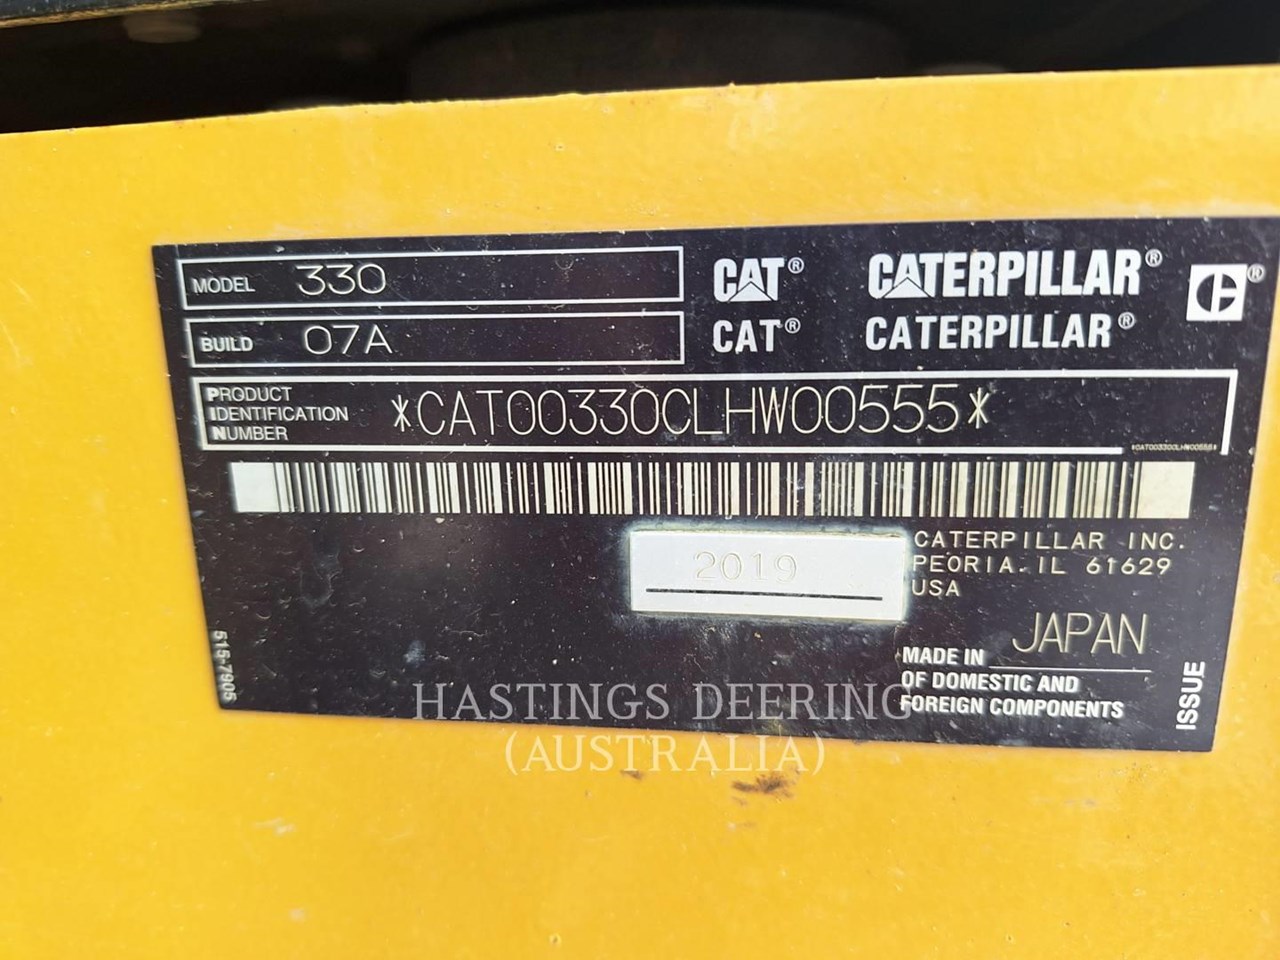 MODEL 330
CAT® CATERPILLAR® C®
BUILD 07A
CAT® CATERPILLAR®
PRODUCT
IDENTIFICATION
NUMBER
*CAT00330CLHW00555*
*CAT00330CLHW00555*
2019
CATERPILLAR INC.
PEORIA, IL 61629
USA
MADE IN JAPAN
OF DOMESTIC AND
FOREIGN COMPONENTS
515-7905
ISSUE
HASTINGS DEERING
(AUSTRALIA)